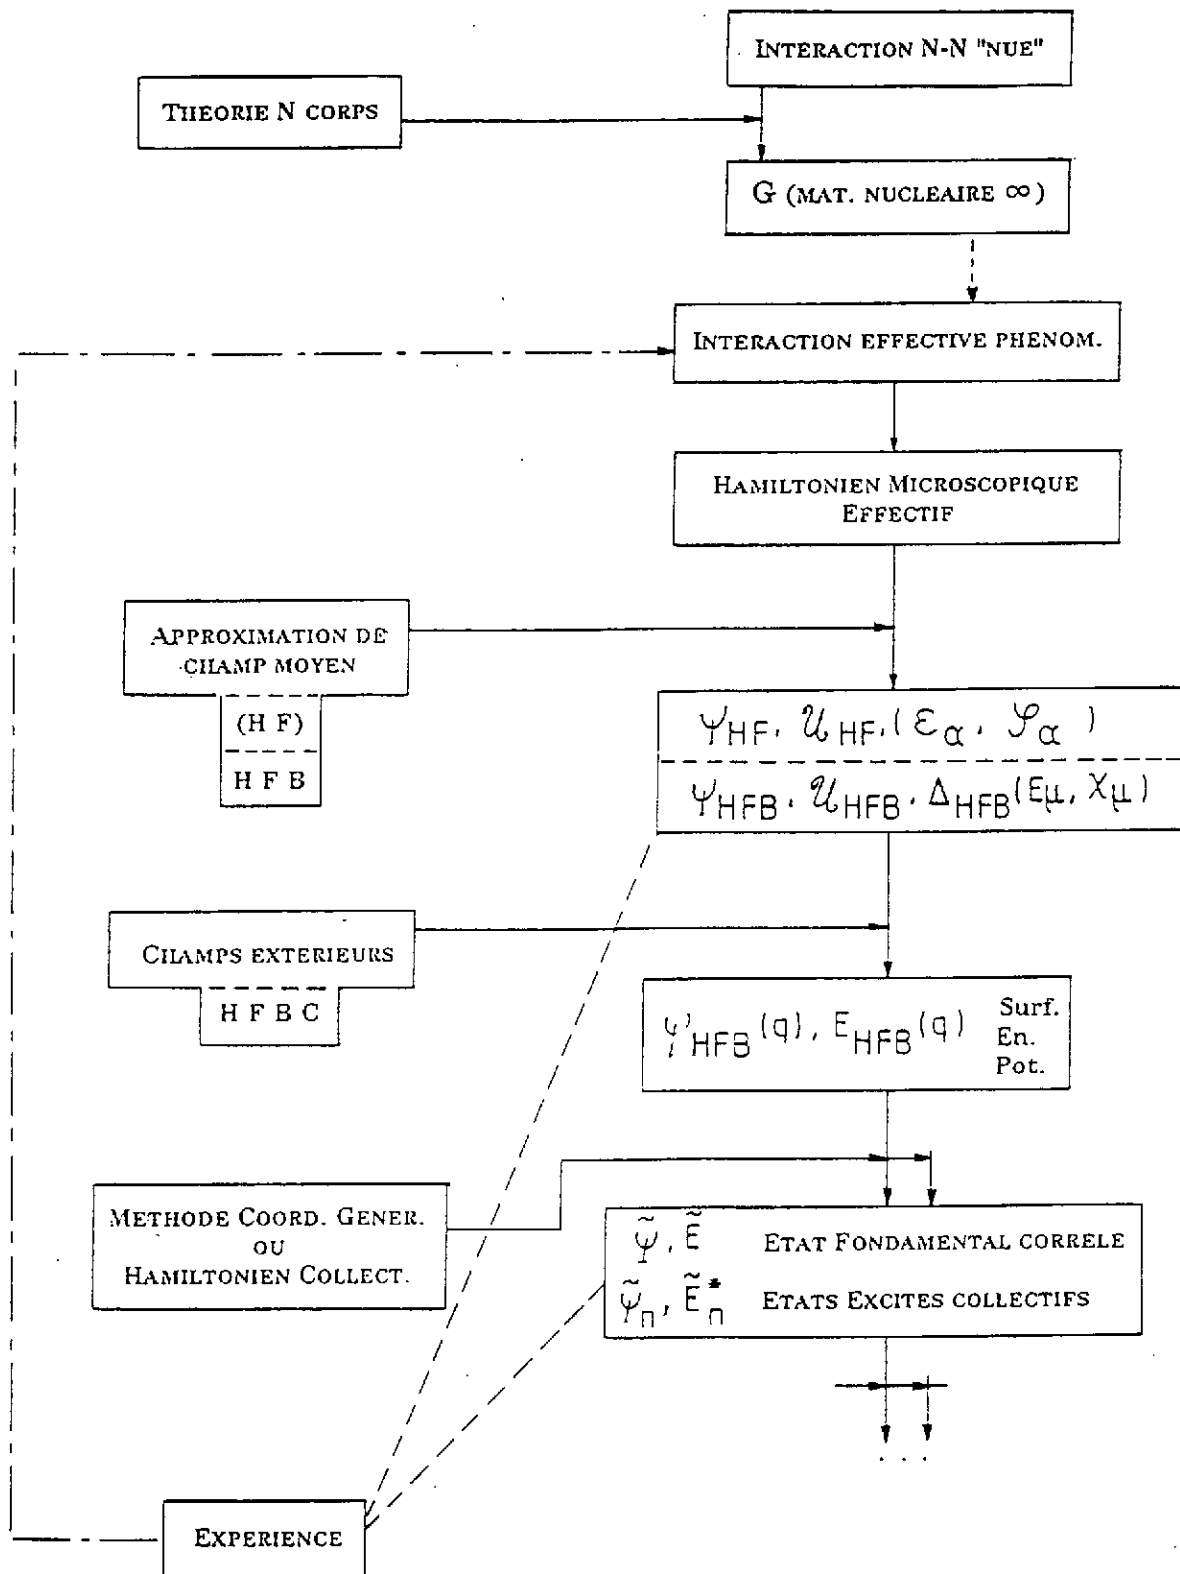 INTERACTION N-N "NUE"
THEORIE N CORPS
G (MAT. NUCLEAIRE ∞)
INTERACTION EFFECTIVE PHENOM.
HAMILTONIEN MICROSCOPIQUE
EFFECTIF
APPROXIMATION DE
CHAMP MOYEN
(H F)
H F B
Ψ_HF, 𝒰_HF, (ε_α, φ_α)
Ψ_HFB, 𝒰_HFB, Δ_HFB (E_μ, χ_μ)
CHAMPS EXTERIEURS
H F B C
Ψ_HFB (q), E_HFB (q)
Surf.
En.
Pot.
METHODE COORD. GENER.
OU
HAMILTONIEN COLLECT.
Ψ̃, Ẽ ETAT FONDAMENTAL CORRELE
Ψ̃_n, Ẽ_n* ETATS EXCITES COLLECTIFS
. . .
EXPERIENCE